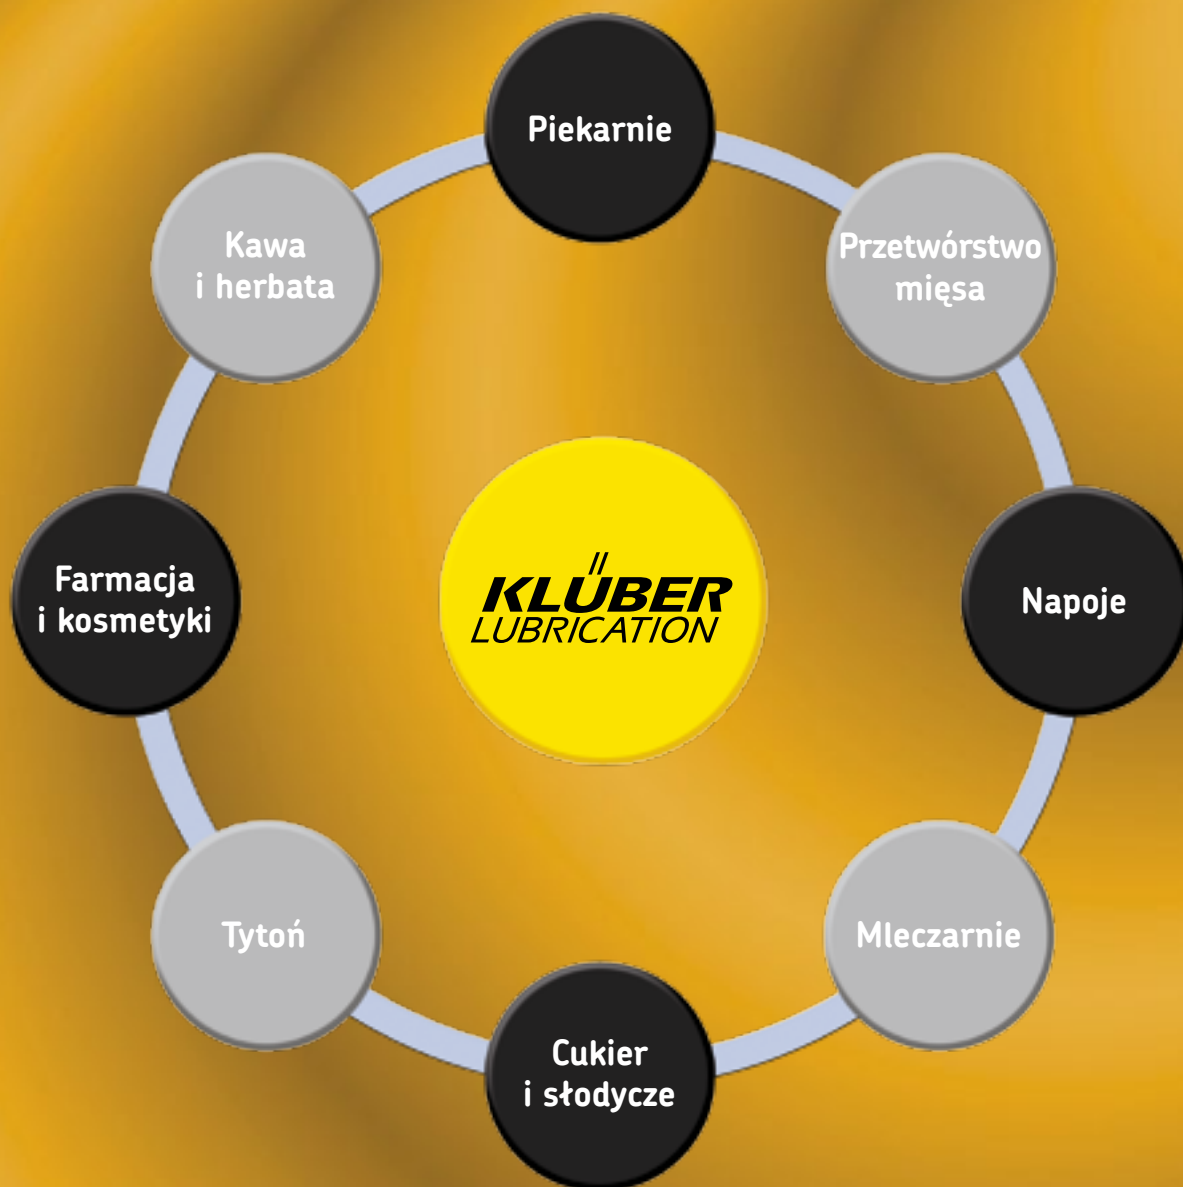 Piekarnie
Kawa
i herbata
Przetwórstwo
mięsa
Farmacja
i kosmetyki
KLÜBER
LUBRICATION
Napoje
Tytoń
Mleczarnie
Cukier
i słodycze